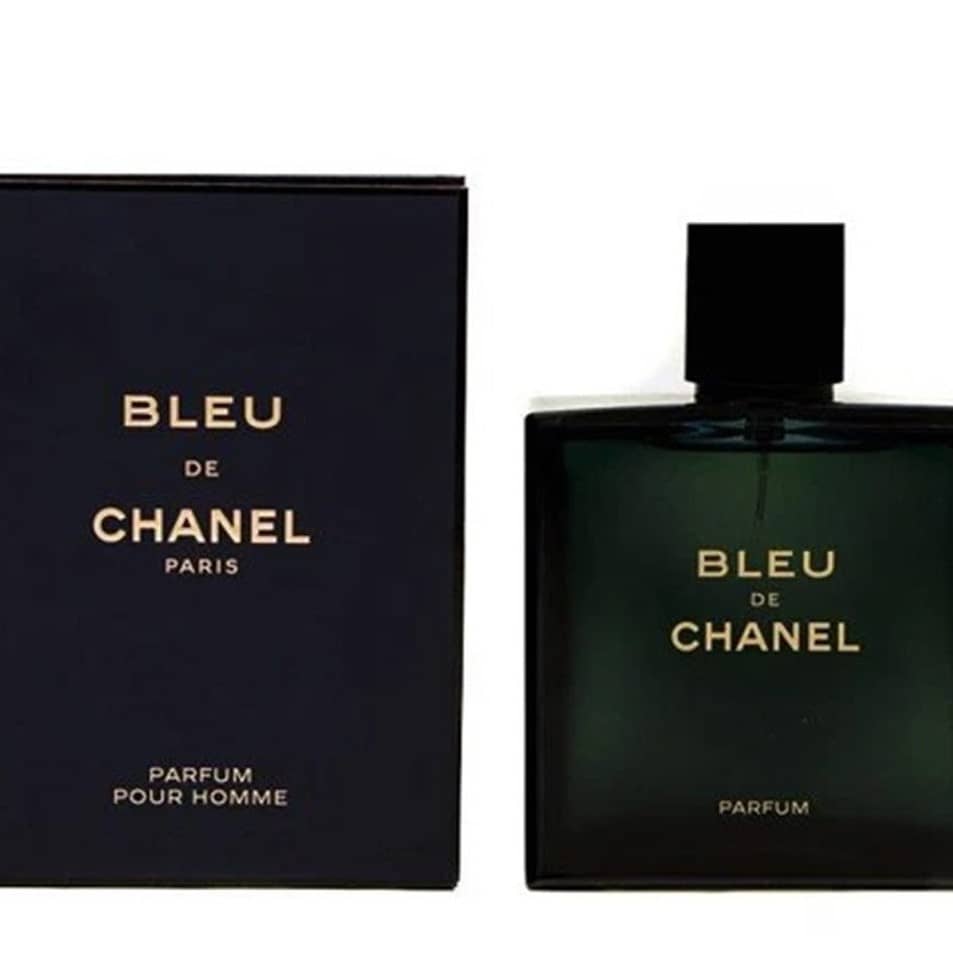 BLEU
DE
CHANEL
PARIS
PARFUM
POUR HOMME
BLEU
DE
CHANEL
PARFUM